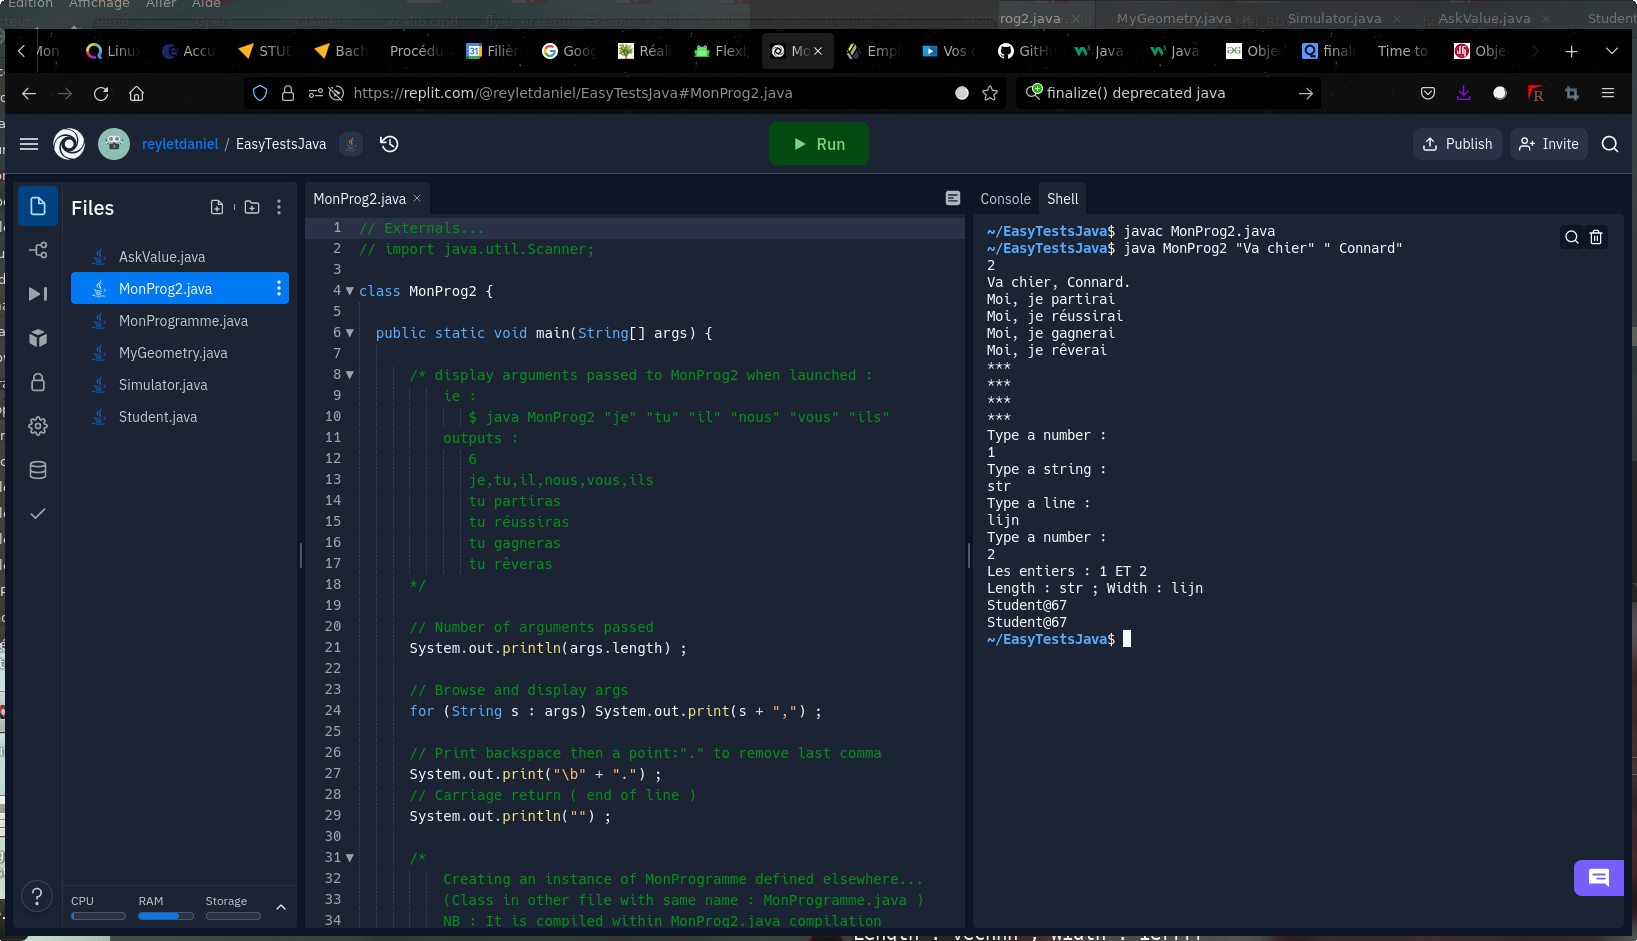 Edition Affichage Aller Aide
rog2.java × MyGeometry.java Simulator.java × AskValue.java × Student
Mon Linux Accu STUD Bach Procédu Filièr Goog Réali Flexb Mo × Empl Vos c GitH Java Java Obje finali Time to Obje
https://replit.com/@reyletdaniel/EasyTestsJava#MonProg2.java finalize() deprecated java
reyletdaniel / EasyTestsJava Run Publish Invite
Files
AskValue.java
MonProg2.java
MonProgramme.java
MyGeometry.java
Simulator.java
Student.java
CPU RAM Storage
?
MonProg2.java ×
1 // Externals...
2 // import java.util.Scanner;
3
4 class MonProg2 {
5
6 public static void main(String[] args) {
7
8 /* display arguments passed to MonProg2 when launched :
9 ie :
10 $ java MonProg2 "je" "tu" "il" "nous" "vous" "ils"
11 outputs :
12 6
13 je,tu,il,nous,vous,ils
14 tu partiras
15 tu réussiras
16 tu gagneras
17 tu rêveras
18 */
19
20 // Number of arguments passed
21 System.out.println(args.length) ;
22
23 // Browse and display args
24 for (String s : args) System.out.print(s + ",") ;
25
26 // Print backspace then a point:"." to remove last comma
27 System.out.print("\b" + ".") ;
28 // Carriage return ( end of line )
29 System.out.println("") ;
30
31 /*
32 Creating an instance of MonProgramme defined elsewhere...
33 (Class in other file with same name : MonProgramme.java )
34 NB : It is compiled within MonProg2.java compilation
Console Shell
~/EasyTestsJava$ javac MonProg2.java
~/EasyTestsJava$ java MonProg2 "Va chier" " Connard"
2
Va chier, Connard.
Moi, je partirai
Moi, je réussirai
Moi, je gagnerai
Moi, je rêverai
***
***
***
***
Type a number :
1
Type a string :
str
Type a line :
lijn
Type a number :
2
Les entiers : 1 ET 2
Length : str ; Width : lijn
Student@67
Student@67
~/EasyTestsJava$